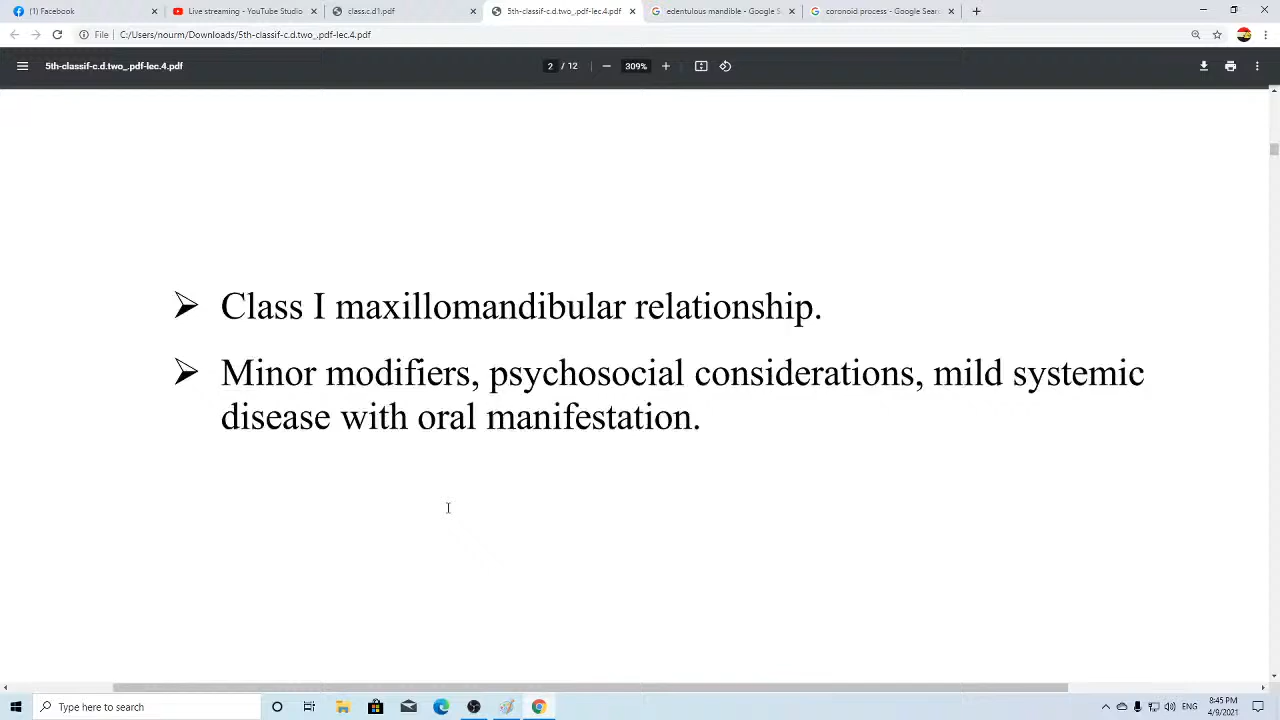 (1) Facebook
Live streaming - YouTube Studio
class.c.d1.pdf
5th-classif-c.d.two_.pdf-lec.4.pdf
edentulous mandible - Google S
coronoid process - Google Sear
File
C:/Users/nourm/Downloads/5th-classif-c.d.two_.pdf-lec.4.pdf
5th-classif-c.d.two_.pdf-lec.4.pdf
2 / 12
309%
➢ Class I maxillomandibular relationship.
➢ Minor modifiers, psychosocial considerations, mild systemic
disease with oral manifestation.
Type here to search
ENG
8:45 PM
4/9/2021